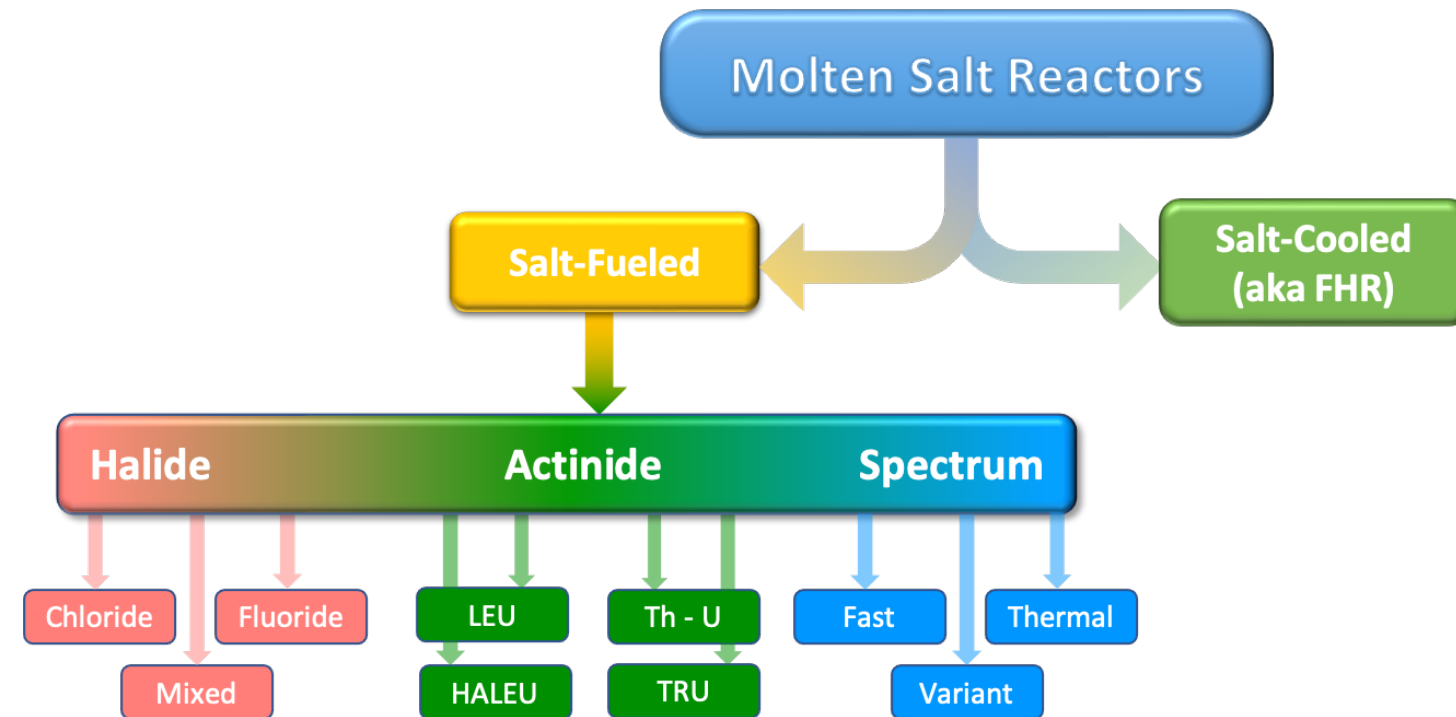 Molten Salt Reactors
Salt-Fueled
Salt-Cooled
(aka FHR)
Halide
Actinide
Spectrum
Chloride
Fluoride
Mixed
LEU
HALEU
Th - U
TRU
Fast
Thermal
Variant